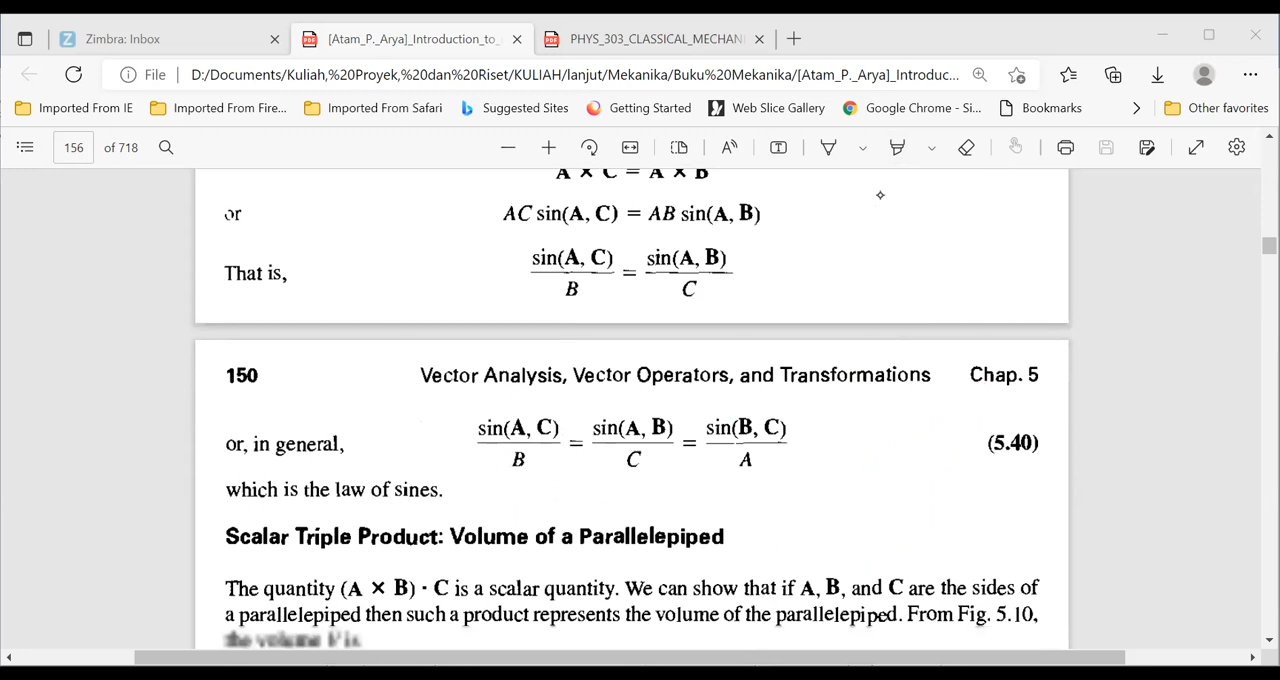 Zimbra: Inbox
[Atam_P._Arya]_Introduction_to_
PHYS_303_CLASSICAL_MECHANI
File D:/Documents/Kuliah,%20Proyek,%20dan%20Riset/KULIAH/lanjut/Mekanika/Buku%20Mekanika/[Atam_P._Arya]_Introduc...
Imported From IE Imported From Fire... Imported From Safari Suggested Sites Getting Started Web Slice Gallery Google Chrome - Si... Bookmarks Other favorites
156 of 718
A × C = A × B
or AC sin(A, C) = AB sin(A, B)
That is, sin(A, C) / B = sin(A, B) / C
150 Vector Analysis, Vector Operators, and Transformations Chap. 5
or, in general, sin(A, C) / B = sin(A, B) / C = sin(B, C) / A (5.40)
which is the law of sines.
Scalar Triple Product: Volume of a Parallelepiped
The quantity (A × B) · C is a scalar quantity. We can show that if A, B, and C are the sides of
a parallelepiped then such a product represents the volume of the parallelepiped. From Fig. 5.10,
the volume V is